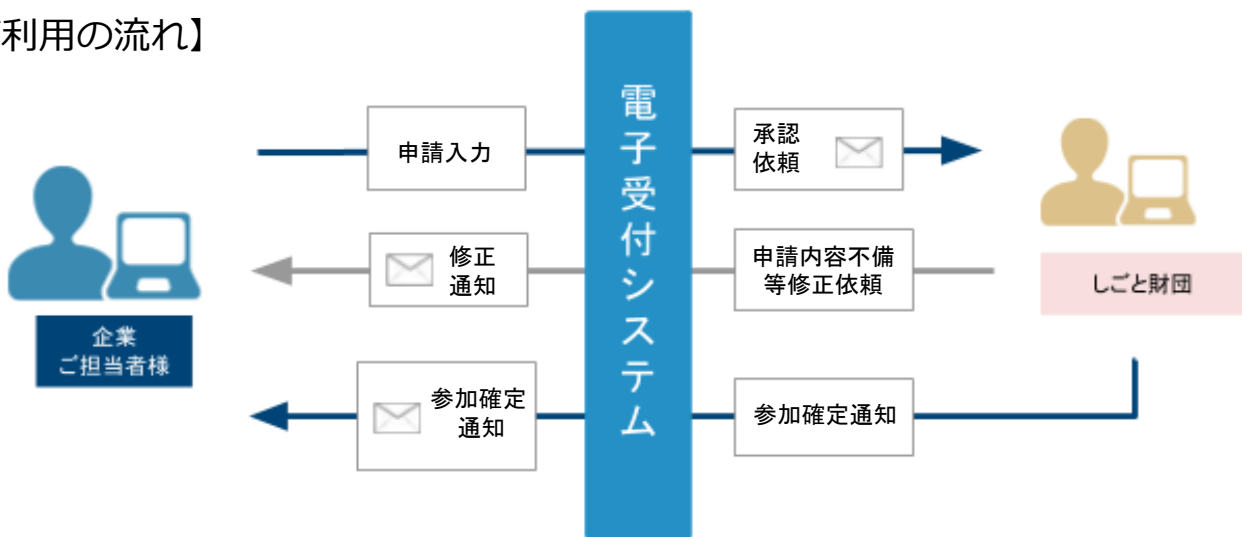 利用の流れ】
申請入力
承認
依頼
修正
通知
申請内容不備
等修正依頼
参加確定
通知
参加確定通知
電子受付システム
企業
ご担当者様
しごと財団